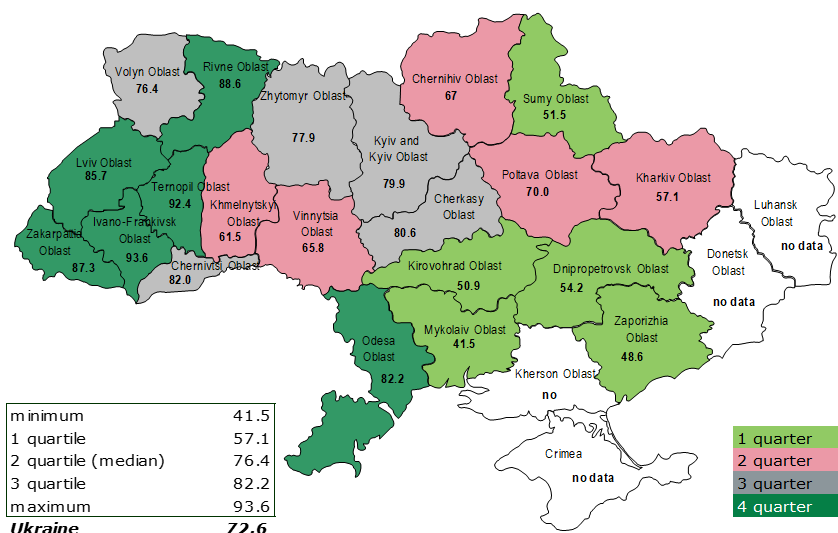 Volyn Oblast
76.4
Rivne Oblast
88.6
Zhytomyr Oblast
77.9
Chernihiv Oblast
67
Sumy Oblast
51.5
Kyiv and
Kyiv Oblast
79.9
Lviv Oblast
85.7
Ternopil Oblast
92.4
Khmelnytskyi
Oblast
61.5
Vinnytsia
Oblast
65.8
Cherkasy
Oblast
80.6
Poltava Oblast
70.0
Kharkiv Oblast
57.1
Luhansk
Oblast
no data
Donetsk
Oblast
no data
Zakarpattia
Oblast
87.3
Ivano-Frankivsk
Oblast
93.6
Chernivtsi Oblast
82.0
Kirovohrad Oblast
50.9
Dnipropetrovsk Oblast
54.2
Zaporizhia
Oblast
48.6
Mykolaiv Oblast
41.5
Odesa
Oblast
82.2
Kherson Oblast
no
Crimea
no data
minimum 41.5
1 quartile 57.1
2 quartile (median) 76.4
3 quartile 82.2
maximum 93.6
Ukraine 72.6
1 quarter
2 quarter
3 quarter
4 quarter